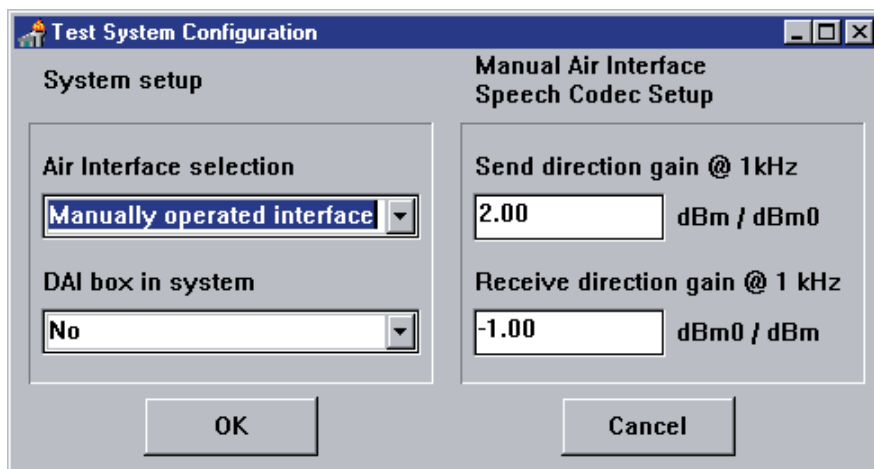 Test System Configuration
System setup
Air Interface selection
Manually operated interface
DAI box in system
No
Manual Air Interface
Speech Codec Setup
Send direction gain @ 1kHz
2.00 dBm / dBm0
Receive direction gain @ 1 kHz
-1.00 dBm0 / dBm
OK
Cancel